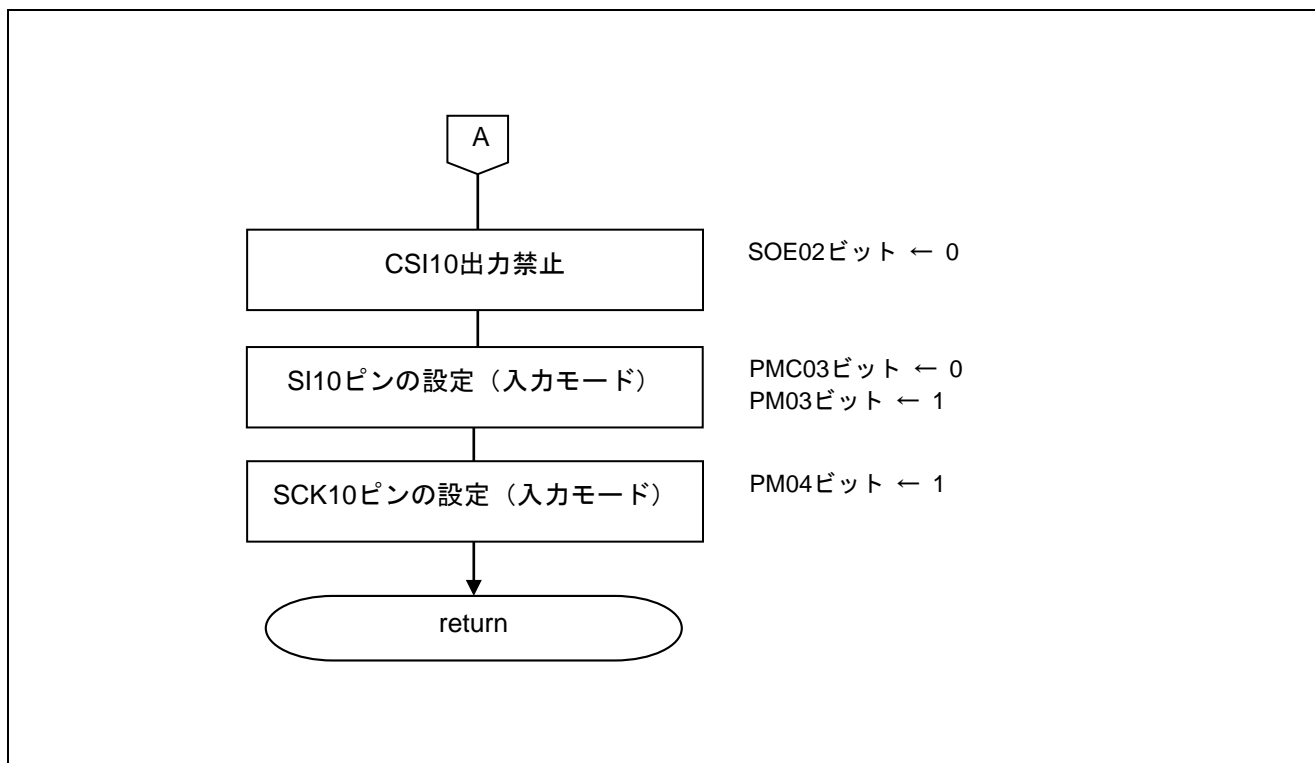 A
CSI10出力禁止
SOE02ビット ← 0
SI10ピンの設定（入力モード）
PMC03ビット ← 0
PM03ビット ← 1
SCK10ピンの設定（入力モード）
PM04ビット ← 1
return